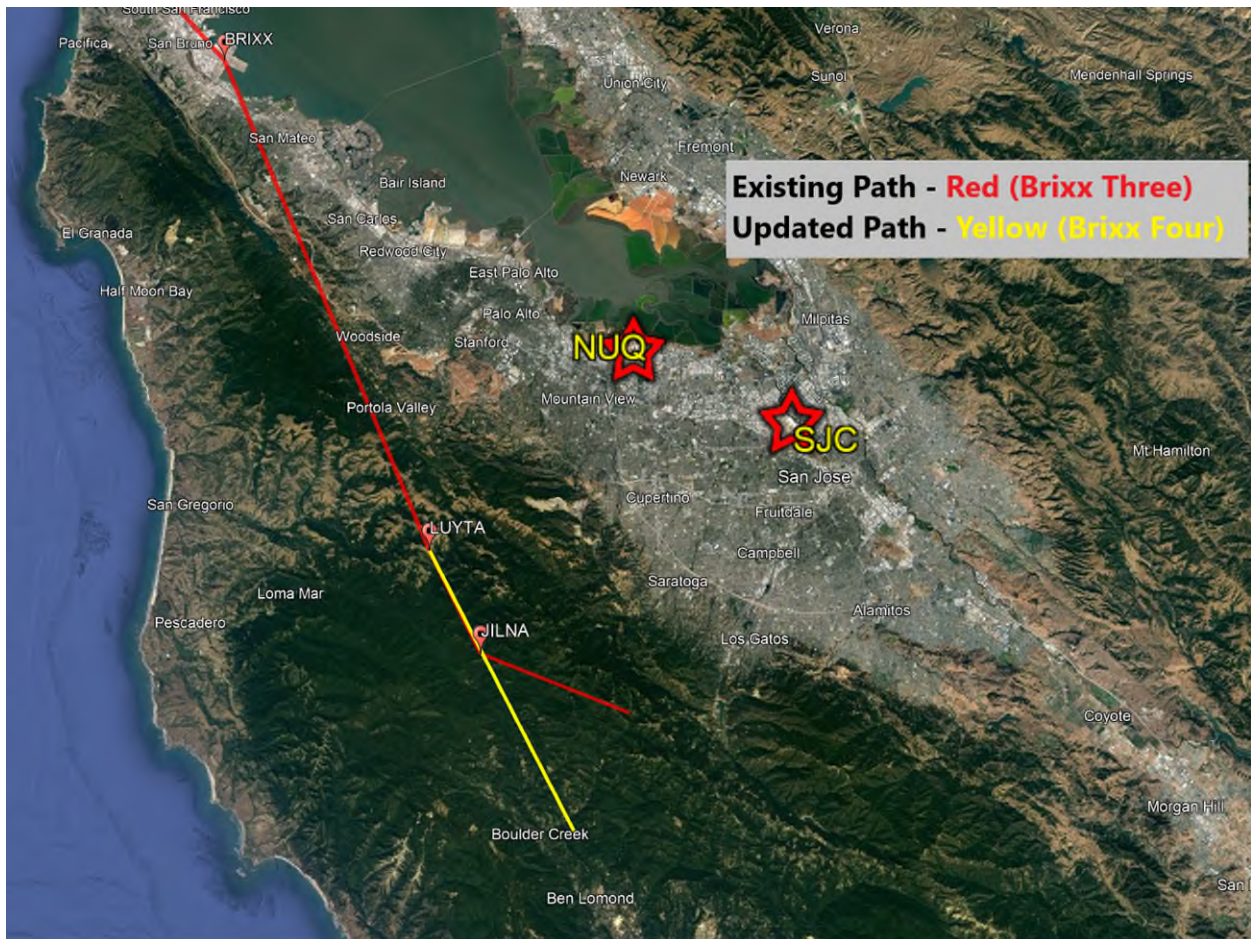 South San Francisco
Pacifica
San Bruno
BRIXX
Verona
Sunol
Mendenhall Springs
Union City
San Mateo
Fremont
Bair Island
Newark
Existing Path - Red (Brixx Three)
Updated Path - Yellow (Brixx Four)
San Carlos
El Granada
Redwood City
East Palo Alto
Half Moon Bay
Palo Alto
Milpitas
Woodside
Stanford
NUQ
Mountain View
Portola Valley
SJC
Mt Hamilton
San Jose
San Gregorio
Cupertino
Fruitdale
LUYTA
Campbell
Saratoga
Loma Mar
Alamitos
Pescadero
JILNA
Los Gatos
Coyote
Morgan Hill
Boulder Creek
San
Ben Lomond